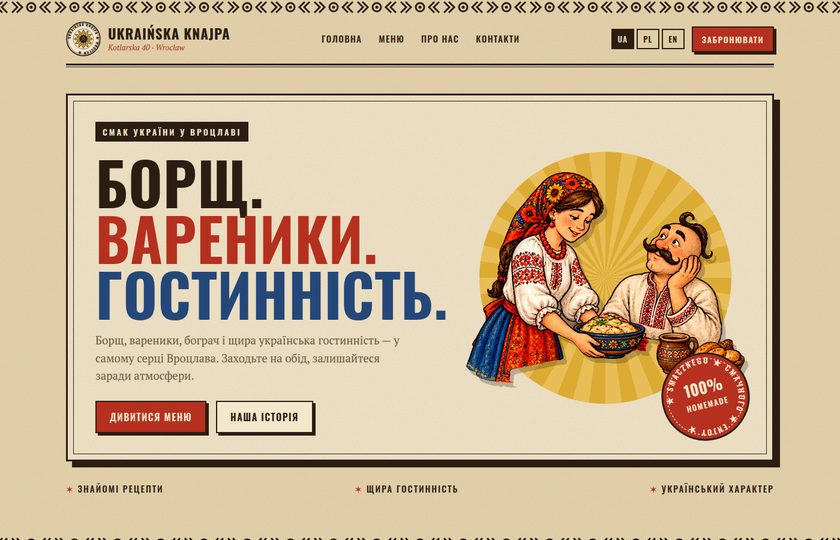 UKRAIŃSKA KNAJPA
Kotlarska 40 · Wrocław
ГОЛОВНА
МЕНЮ
ПРО НАС
КОНТАКТИ
UA
PL
EN
ЗАБРОНЮВАТИ
СМАК УКРАЇНИ У ВРОЦЛАВІ
БОРЩ.
ВАРЕНИКИ.
ГОСТИННІСТЬ.
Борщ, вареники, бограч і щира українська гостинність — у
самому серці Вроцлава. Заходьте на обід, залишайтеся
заради атмосфери.
ДИВИТИСЯ МЕНЮ
НАША ІСТОРІЯ
SMACZNEGO ★ СМАЧНОГО ★ ENJOY ★
100%
HOMEMADE
✶ ЗНАЙОМІ РЕЦЕПТИ
✶ ЩИРА ГОСТИННІСТЬ
✶ УКРАЇНСЬКИЙ ХАРАКТЕР